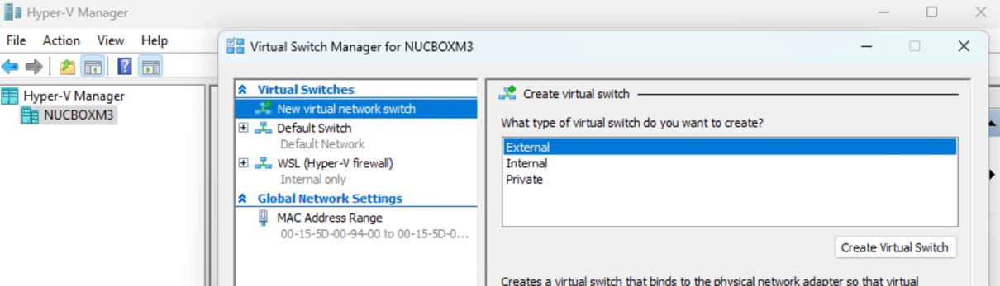 Hyper-V Manager
File Action View Help
Virtual Switch Manager for NUCBOXM3
Hyper-V Manager
NUCBOXM3
Virtual Switches
New virtual network switch
Default Switch
Default Network
WSL (Hyper-V firewall)
Internal only
Global Network Settings
MAC Address Range
00-15-5D-00-94-00 to 00-15-5D-0...
Create virtual switch
What type of virtual switch do you want to create?
External
Internal
Private
Create Virtual Switch
Creates a virtual switch that binds to the physical network adapter so that virtual